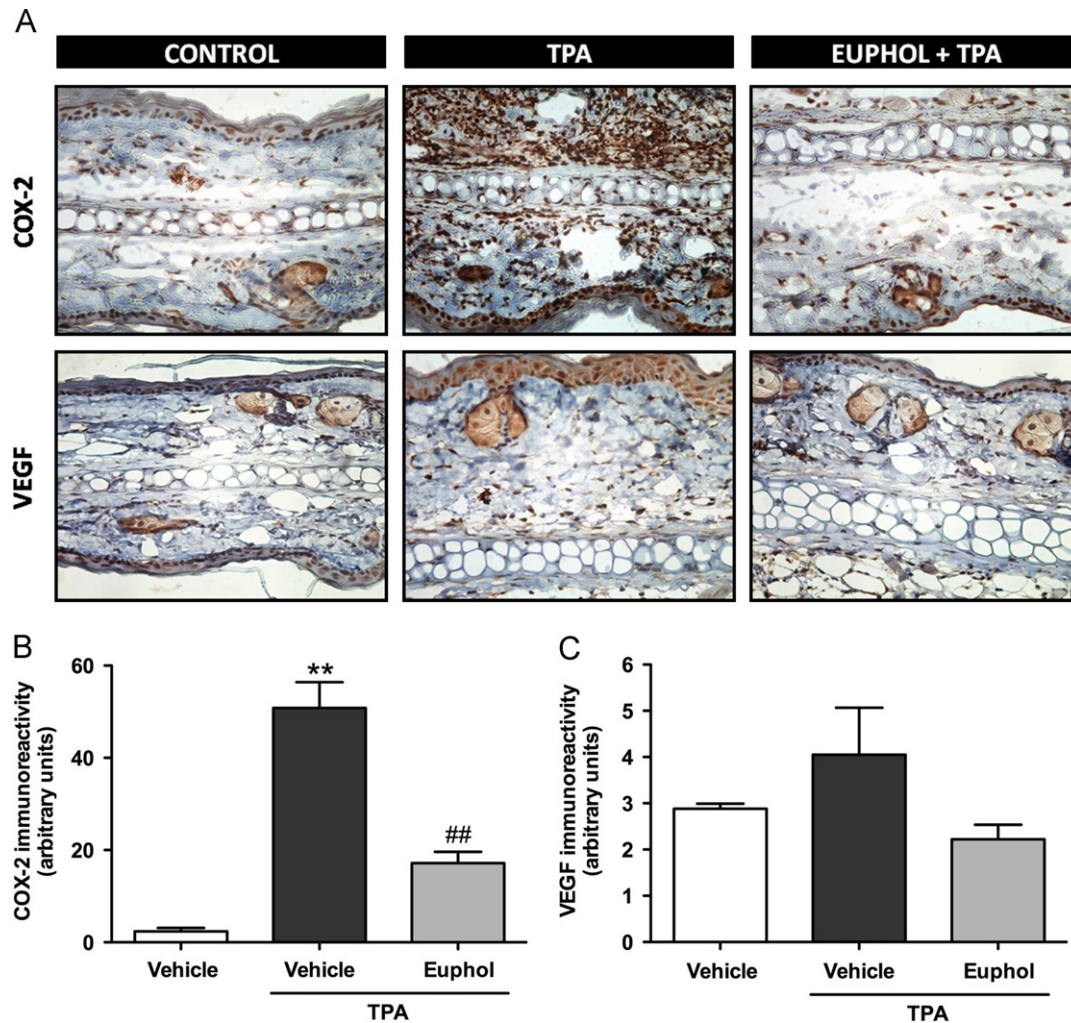 A
CONTROL
TPA
EUPHOL + TPA
COX-2
VEGF
B
COX-2 immunoreactivity
(arbitrary units)
60
40
20
0
**
##
Vehicle
Vehicle
Euphol
TPA
C
VEGF immunoreactivity
(arbitrary units)
6
5
4
3
2
1
0
Vehicle
Vehicle
Euphol
TPA